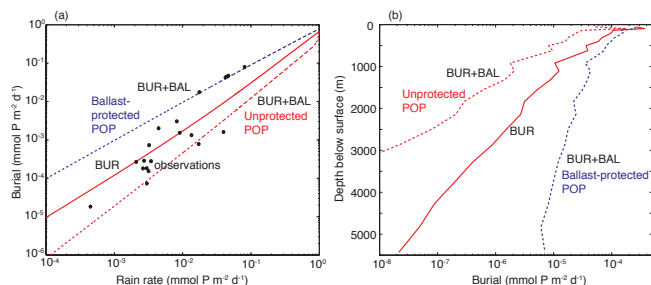 (a)
10⁰
10⁻¹
10⁻²
10⁻³
10⁻⁴
10⁻⁵
10⁻⁶
Burial (mmol P m⁻² d⁻¹)
BUR+BAL
Ballast-
protected
POP
BUR+BAL
Unprotected
POP
BUR
observations
10⁻⁴ 10⁻³ 10⁻² 10⁻¹ 10⁰
Rain rate (mmol P m⁻² d⁻¹)
(b)
0
1000
2000
3000
4000
5000
Depth below surface (m)
BUR+BAL
Unprotected
POP
BUR
BUR+BAL
Ballast-protected
POP
10⁻⁸ 10⁻⁷ 10⁻⁶ 10⁻⁵ 10⁻⁴ 10⁻³
Burial (mmol P m⁻² d⁻¹)